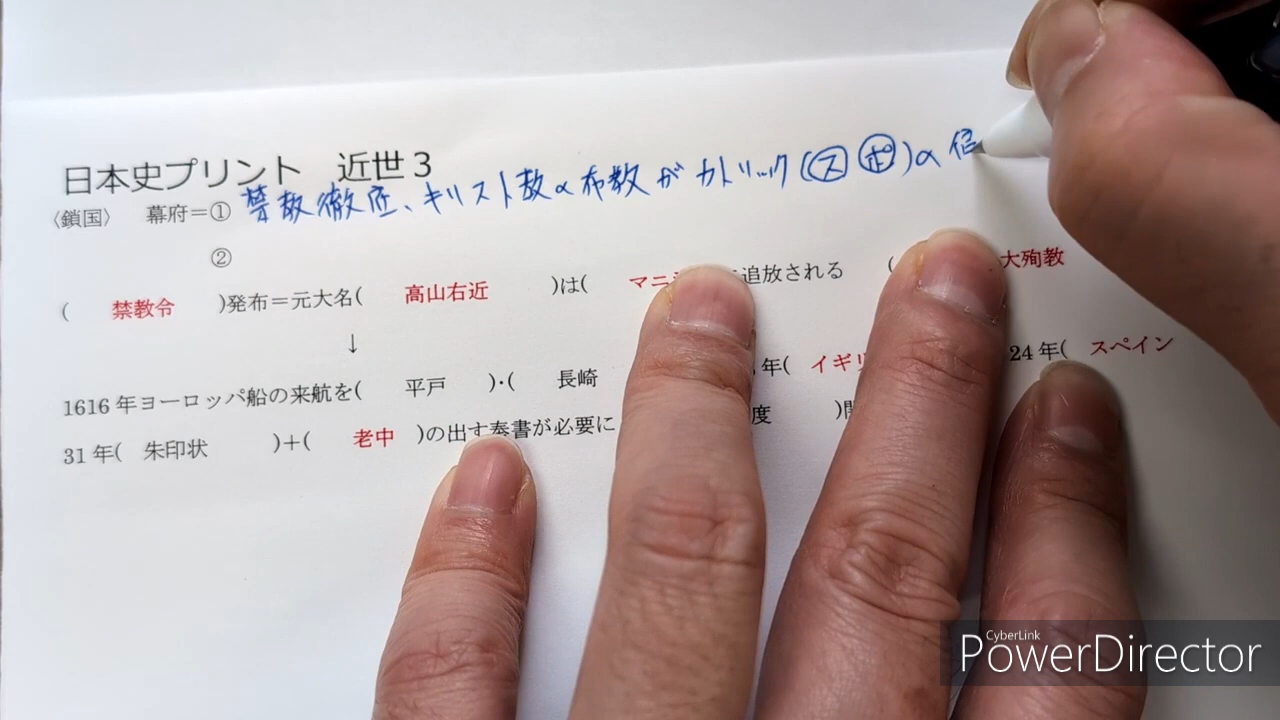 日本史プリント 近世3
〈鎖国〉 幕府=① 禁教徹底、キリスト教の布教がカトリック(ス ポ)の
②
( 禁教令 )発布=元大名( 高山右近 )は( マニ 追放される ( 大殉教
↓
1616年ヨーロッパ船の来航を( 平戸 )・( 長崎 年( イギリ 24年( スペイン
31年( 朱印状 )+( 老中 )の出す奉書が必要に 度 )
CyberLink
PowerDirector